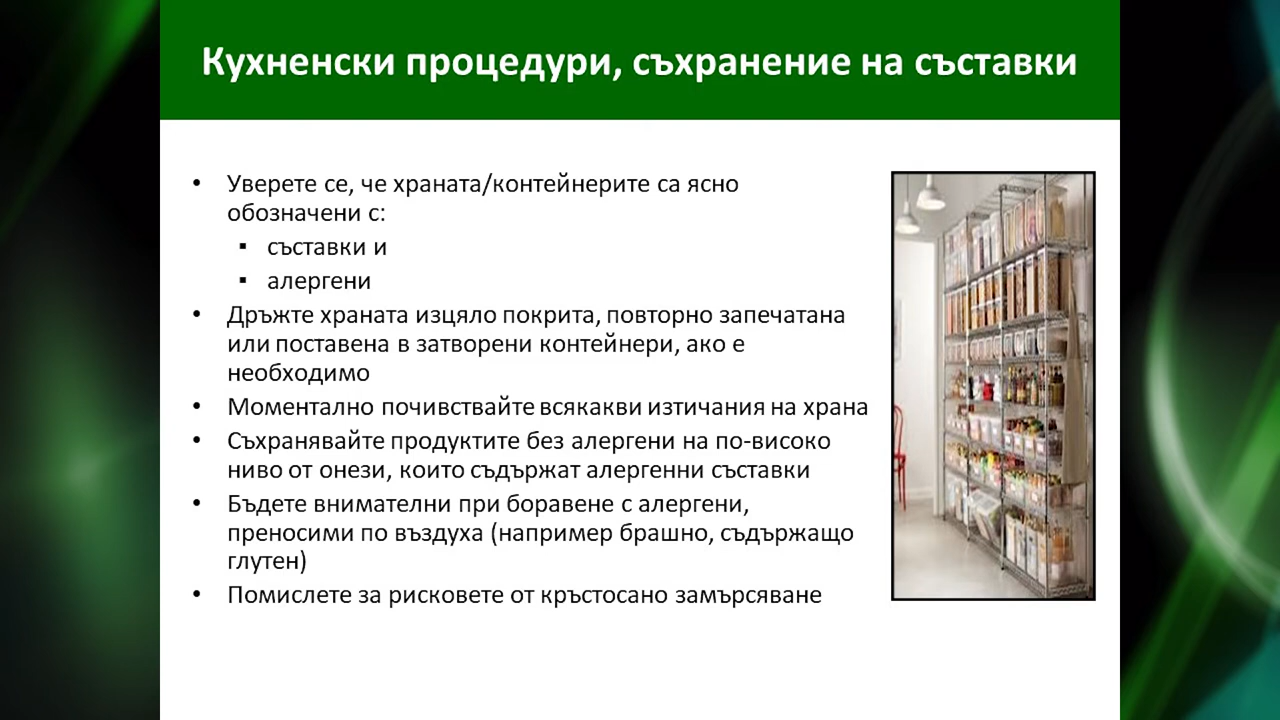 Кухненски процедури, съхранение на съставки
• Уверете се, че храната/контейнерите са ясно
обозначени с:
▪ съставки и
▪ алергени
• Дръжте храната изцяло покрита, повторно запечатана
или поставена в затворени контейнери, ако е
необходимо
• Моментално почивствайте всякакви изтичания на храна
• Съхранявайте продуктите без алергени на по-високо
ниво от онези, които съдържат алергенни съставки
• Бъдете внимателни при боравене с алергени,
преносими по въздуха (например брашно, съдържащо
глутен)
• Помислете за рисковете от кръстосано замърсяване